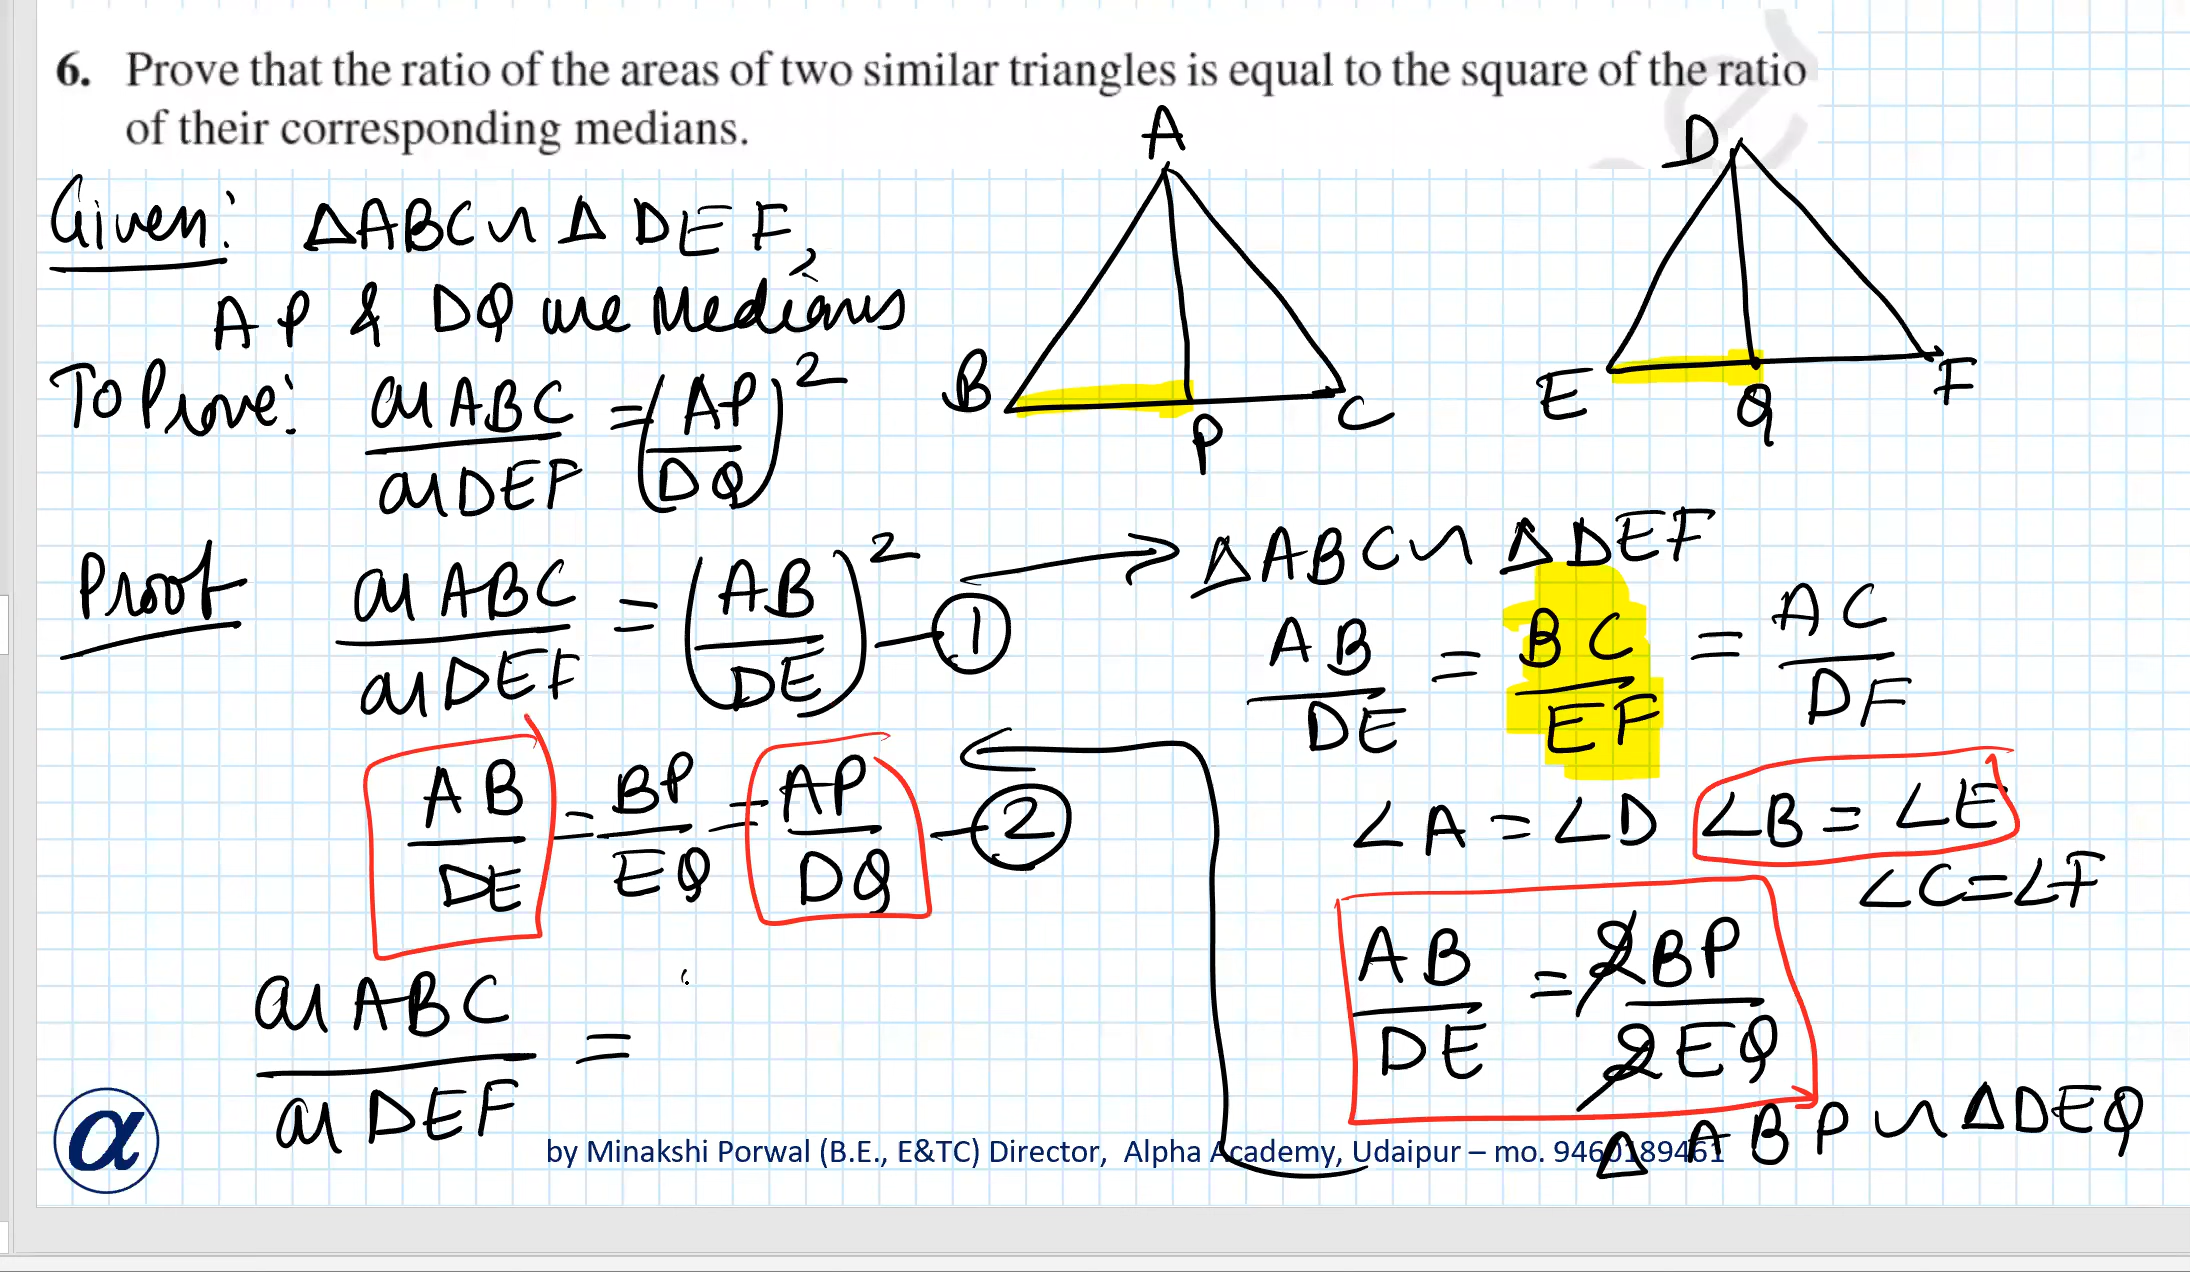 6. Prove that the ratio of the areas of two similar triangles is equal to the square of the ratio
of their corresponding medians.
Given: ΔABC ∽ Δ DEF,
AP & DQ are Medians
To Prove: ar ABC / ar DEF = (AP / DQ)²
A
B
P
C
D
E
Q
F
Proof ar ABC / ar DEF = (AB / DE)² — ①
AB / DE = BP / EQ = AP / DQ — ②
ar ABC / ar DEF =
→ ΔABC ∽ ΔDEF
AB / DE = BC / EF = AC / DF
∠A = ∠D ∠B = ∠E
∠C = ∠F
AB / DE = 2BP / 2EQ
Δ ABP ∽ ΔDEQ
α by Minakshi Porwal (B.E., E&TC) Director, Alpha Academy, Udaipur – mo. 9460189461